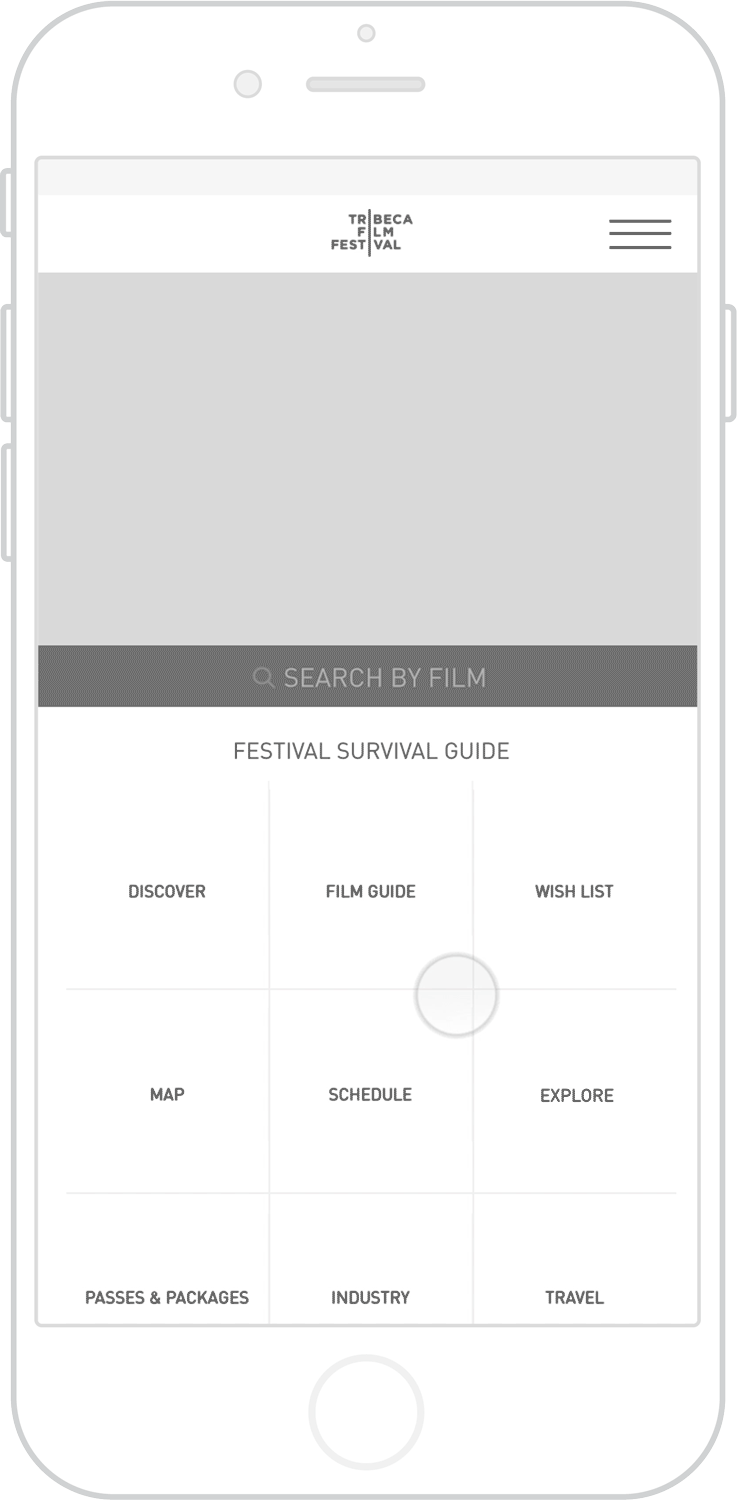 TRIBECA
FILM
FESTIVAL
SEARCH BY FILM
FESTIVAL SURVIVAL GUIDE
DISCOVER
FILM GUIDE
WISH LIST
MAP
SCHEDULE
EXPLORE
PASSES & PACKAGES
INDUSTRY
TRAVEL